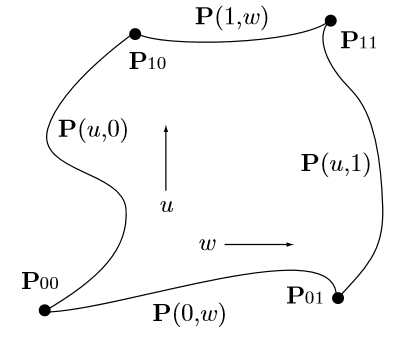 P(1,w)
P11
P10
P(u,0)
P(u,1)
u
w
P00
P01
P(0,w)